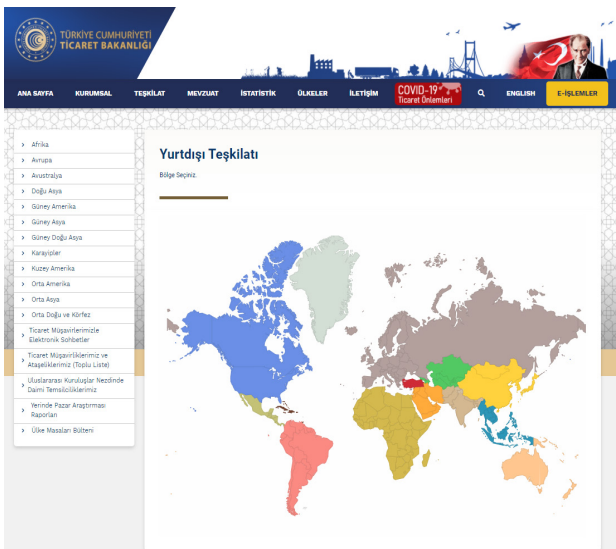 TÜRKİYE CUMHURİYETİ
TİCARET BAKANLIĞI
ANA SAYFA KURUMSAL TEŞKİLAT MEVZUAT İSTATİSTİK ÜLKELER İLETİŞİM COVID-19 Ticaret Önlemleri ENGLISH E-İŞLEMLER
Afrika
Avrupa
Avustralya
Doğu Asya
Güney Amerika
Güney Asya
Güney Doğu Asya
Karayipler
Kuzey Amerika
Orta Amerika
Orta Asya
Orta Doğu ve Körfez
Ticaret Müşavirlerimizle
Elektronik Sohbetler
Ticaret Müşavirliklerimiz ve
Ataşeliklerimiz (Toplu Liste)
Uluslararası Kuruluşlar Nezdinde
Daimi Temsilciliklerimiz
Yerinde Pazar Araştırması
Raporları
Ülke Masaları Bülteni
Yurtdışı Teşkilatı
Bölge Seçiniz.